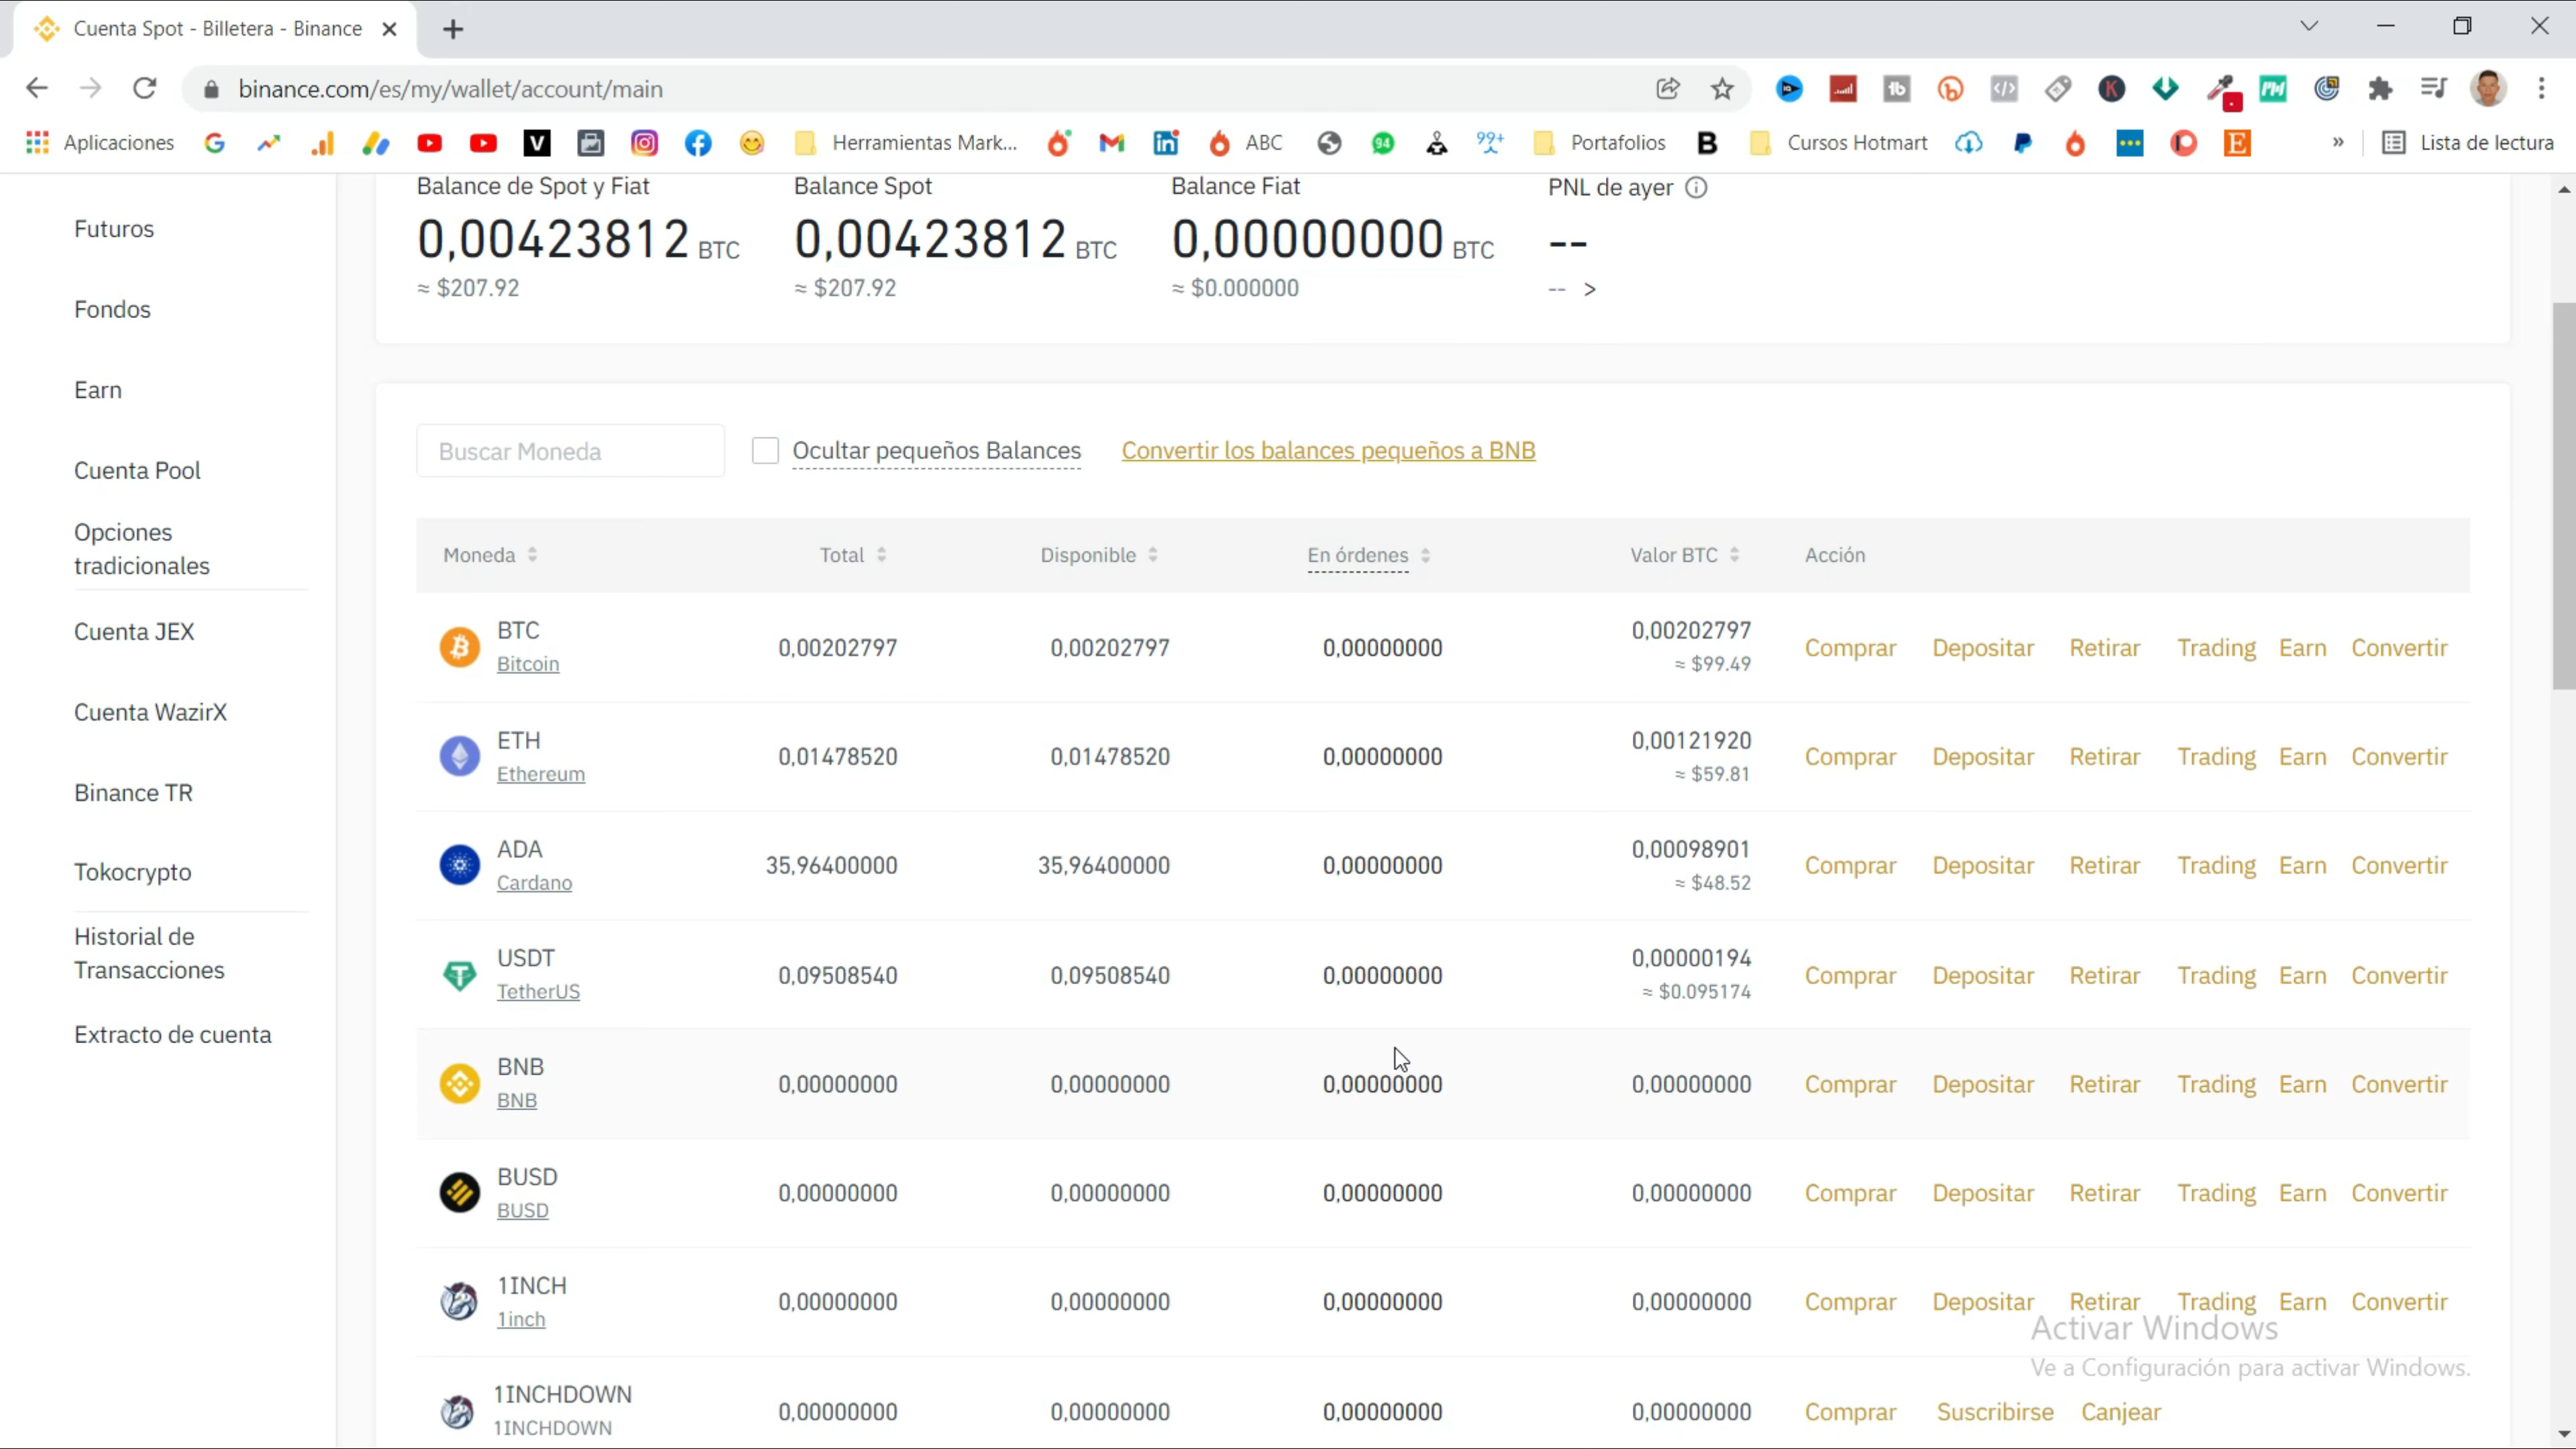 Cuenta Spot - Billetera - Binance
binance.com/es/my/wallet/account/main
Aplicaciones
Herramientas Mark...
ABC
94
99+
Portafolios
Cursos Hotmart
»
Lista de lectura
Futuros
Fondos
Earn
Cuenta Pool
Opciones
tradicionales
Cuenta JEX
Cuenta WazirX
Binance TR
Tokocrypto
Historial de
Transacciones
Extracto de cuenta
Balance de Spot y Fiat Balance Spot Balance Fiat PNL de ayer
0,00423812 BTC 0,00423812 BTC 0,00000000 BTC --
≈ $207.92 ≈ $207.92 ≈ $0.000000 -- >
Buscar Moneda Ocultar pequeños Balances Convertir los balances pequeños a BNB
Moneda Total Disponible En órdenes Valor BTC Acción
BTC 0,00202797
Bitcoin 0,00202797 0,00202797 0,00000000 ≈ $99.49 Comprar Depositar Retirar Trading Earn Convertir
ETH 0,00121920
Ethereum 0,01478520 0,01478520 0,00000000 ≈ $59.81 Comprar Depositar Retirar Trading Earn Convertir
ADA 0,00098901
Cardano 35,96400000 35,96400000 0,00000000 ≈ $48.52 Comprar Depositar Retirar Trading Earn Convertir
USDT 0,00000194
TetherUS 0,09508540 0,09508540 0,00000000 ≈ $0.095174 Comprar Depositar Retirar Trading Earn Convertir
BNB
BNB 0,00000000 0,00000000 0,00000000 0,00000000 Comprar Depositar Retirar Trading Earn Convertir
BUSD
BUSD 0,00000000 0,00000000 0,00000000 0,00000000 Comprar Depositar Retirar Trading Earn Convertir
1INCH
1inch 0,00000000 0,00000000 0,00000000 0,00000000 Comprar Depositar Retirar Trading Earn Convertir
Activar Windows
Ve a Configuración para activar Windows.
1INCHDOWN
1INCHDOWN 0,00000000 0,00000000 0,00000000 0,00000000 Comprar Suscribirse Canjear